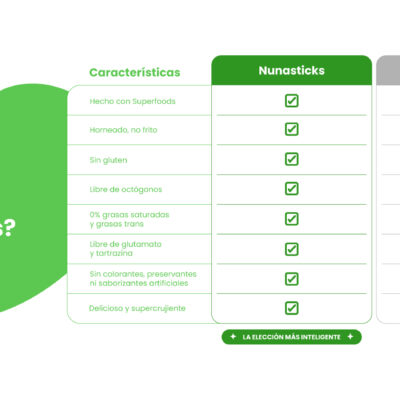 Características
Nunasticks
Hecho con Superfoods
Horneado, no frito
Sin gluten
Libre de octógonos
s?
0% grasas saturadas
y grasas trans
Libre de glutamato
y tartrazina
Sin colorantes, preservantes
ni saborizantes artificiales
Delicioso y supercrujiente
LA ELECCIÓN MÁS INTELIGENTE